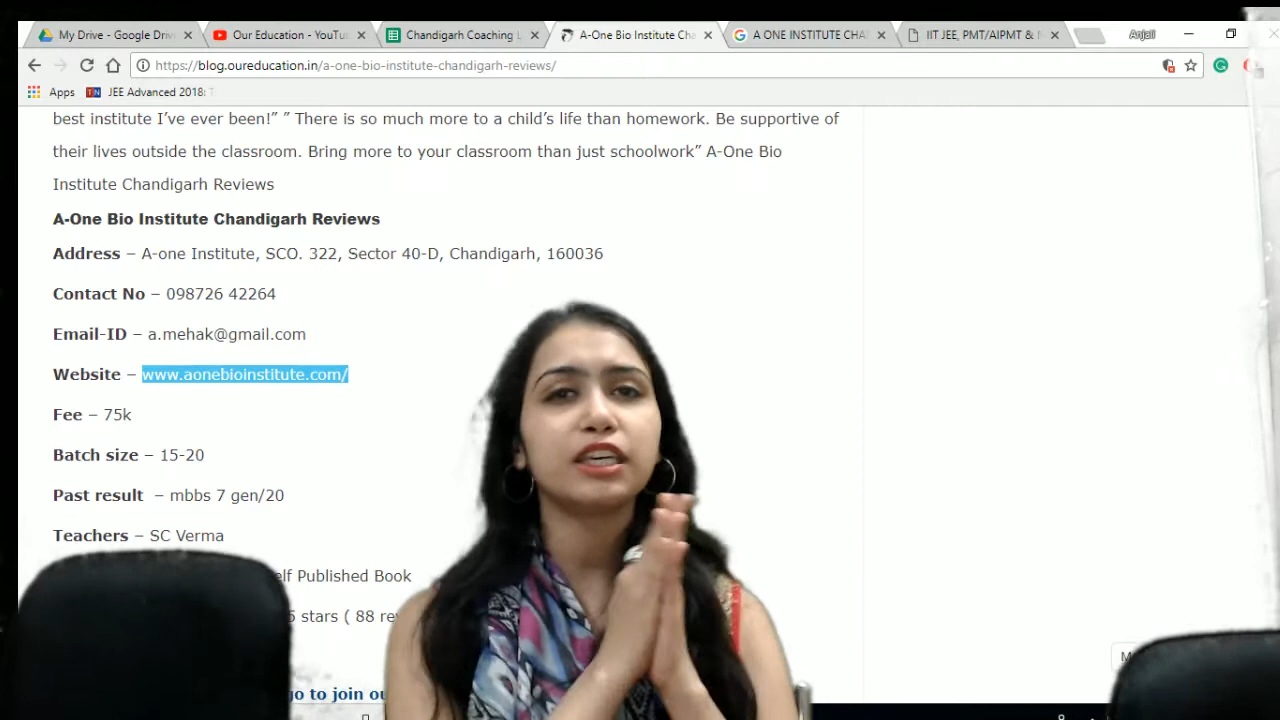 My Drive - Google Driv
Our Education - YouTu
Chandigarh Coaching L
A-One Bio Institute Cha
A ONE INSTITUTE CHA
IIT JEE, PMT/AIPMT &
Anjali
https://blog.oureducation.in/a-one-bio-institute-chandigarh-reviews/
Apps
JEE Advanced 2018:
best institute I’ve ever been!” ” There is so much more to a child’s life than homework. Be supportive of
their lives outside the classroom. Bring more to your classroom than just schoolwork” A-One Bio
Institute Chandigarh Reviews
A-One Bio Institute Chandigarh Reviews
Address – A-one Institute, SCO. 322, Sector 40-D, Chandigarh, 160036
Contact No – 098726 42264
Email-ID – a.mehak@gmail.com
Website – www.aonebioinstitute.com/
Fee – 75k
Batch size – 15-20
Past result – mbbs 7 gen/20
Teachers – SC Verma
elf Published Book
5 stars ( 88 re
go to join ou